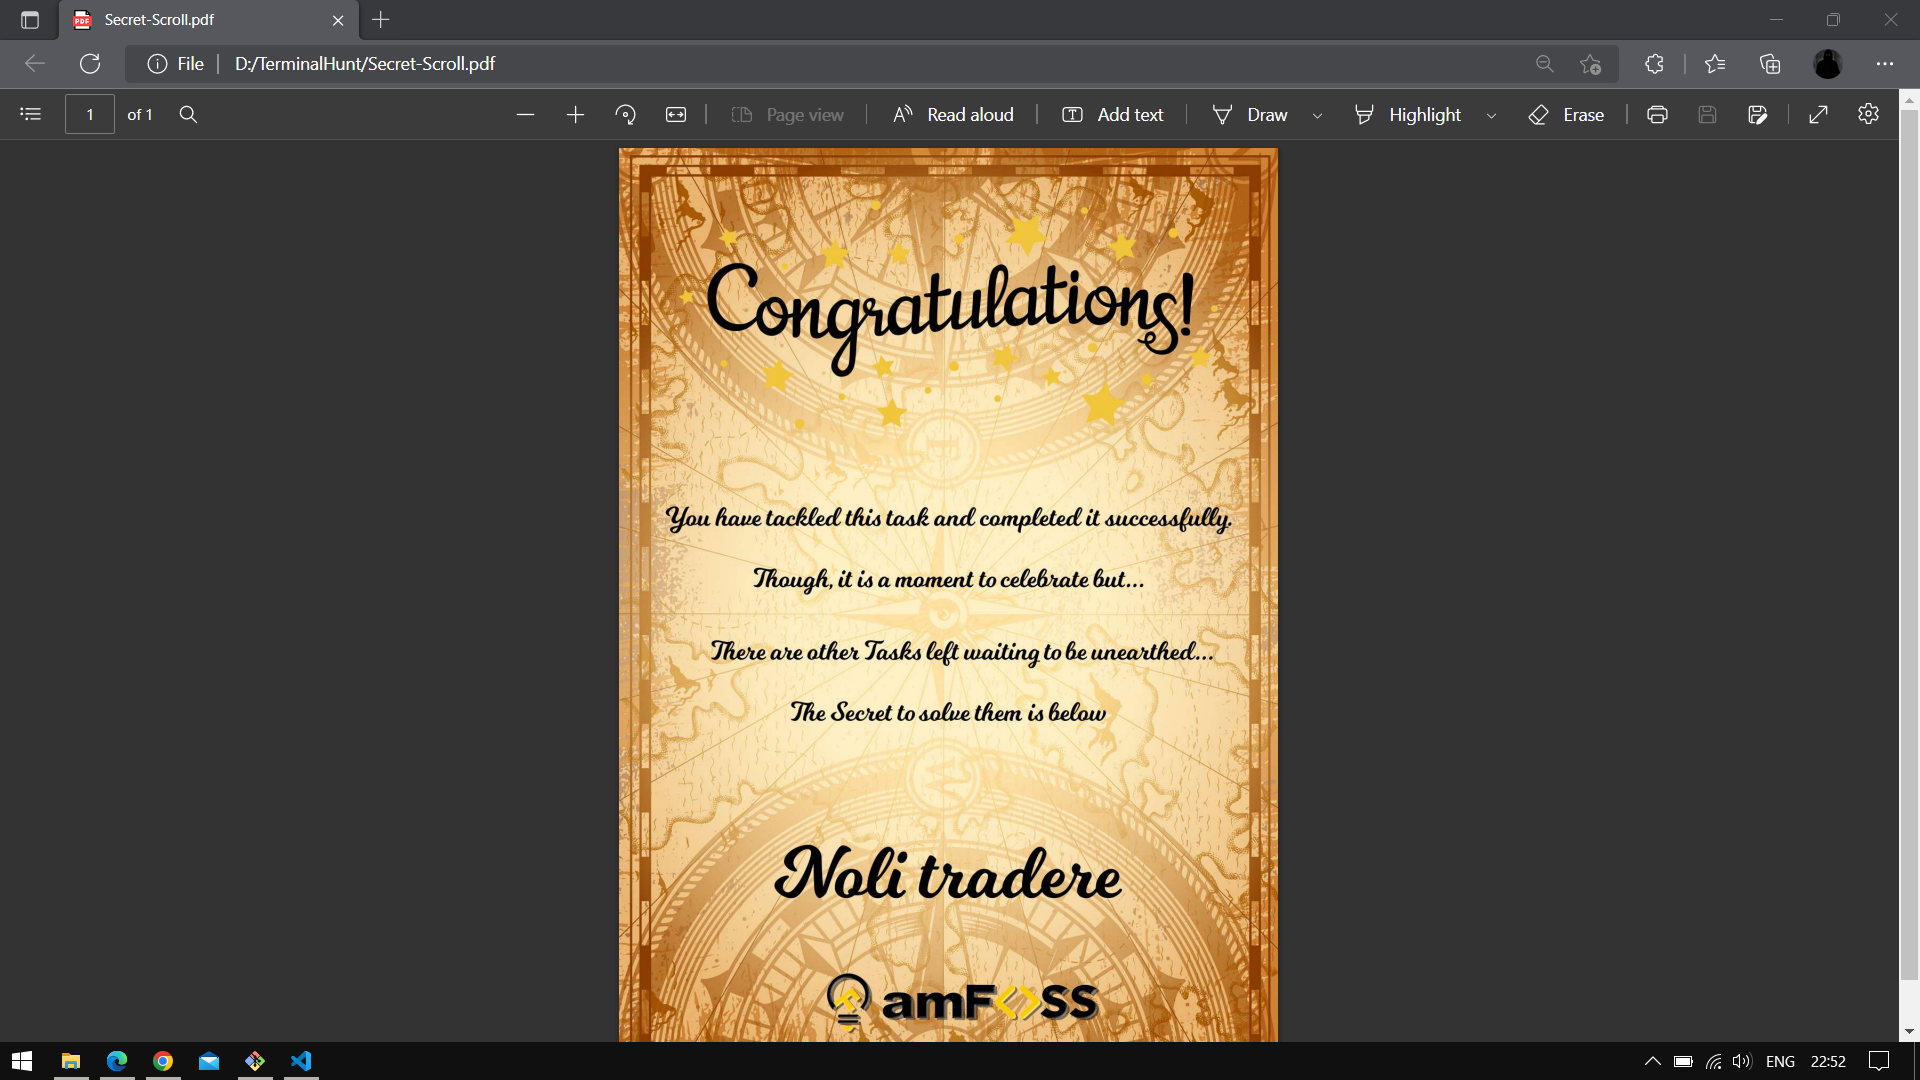 Secret-Scroll.pdf
File D:/TerminalHunt/Secret-Scroll.pdf
1 of 1 Page view Read aloud Add text Draw Highlight Erase
Congratulations!
You have tackled this task and completed it successfully.
Though, it is a moment to celebrate but...
There are other Tasks left waiting to be unearthed...
The Secret to solve them is below
Noli tradere
amFOSS
ENG 22:52